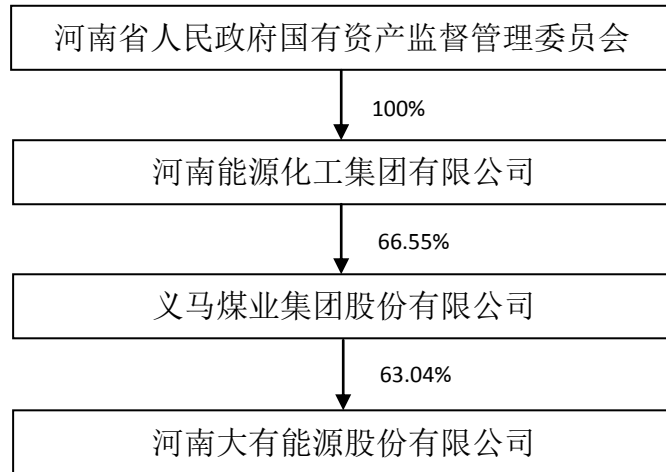 河南省人民政府国有资产监督管理委员会
100%
河南能源化工集团有限公司
66.55%
义马煤业集团股份有限公司
63.04%
河南大有能源股份有限公司